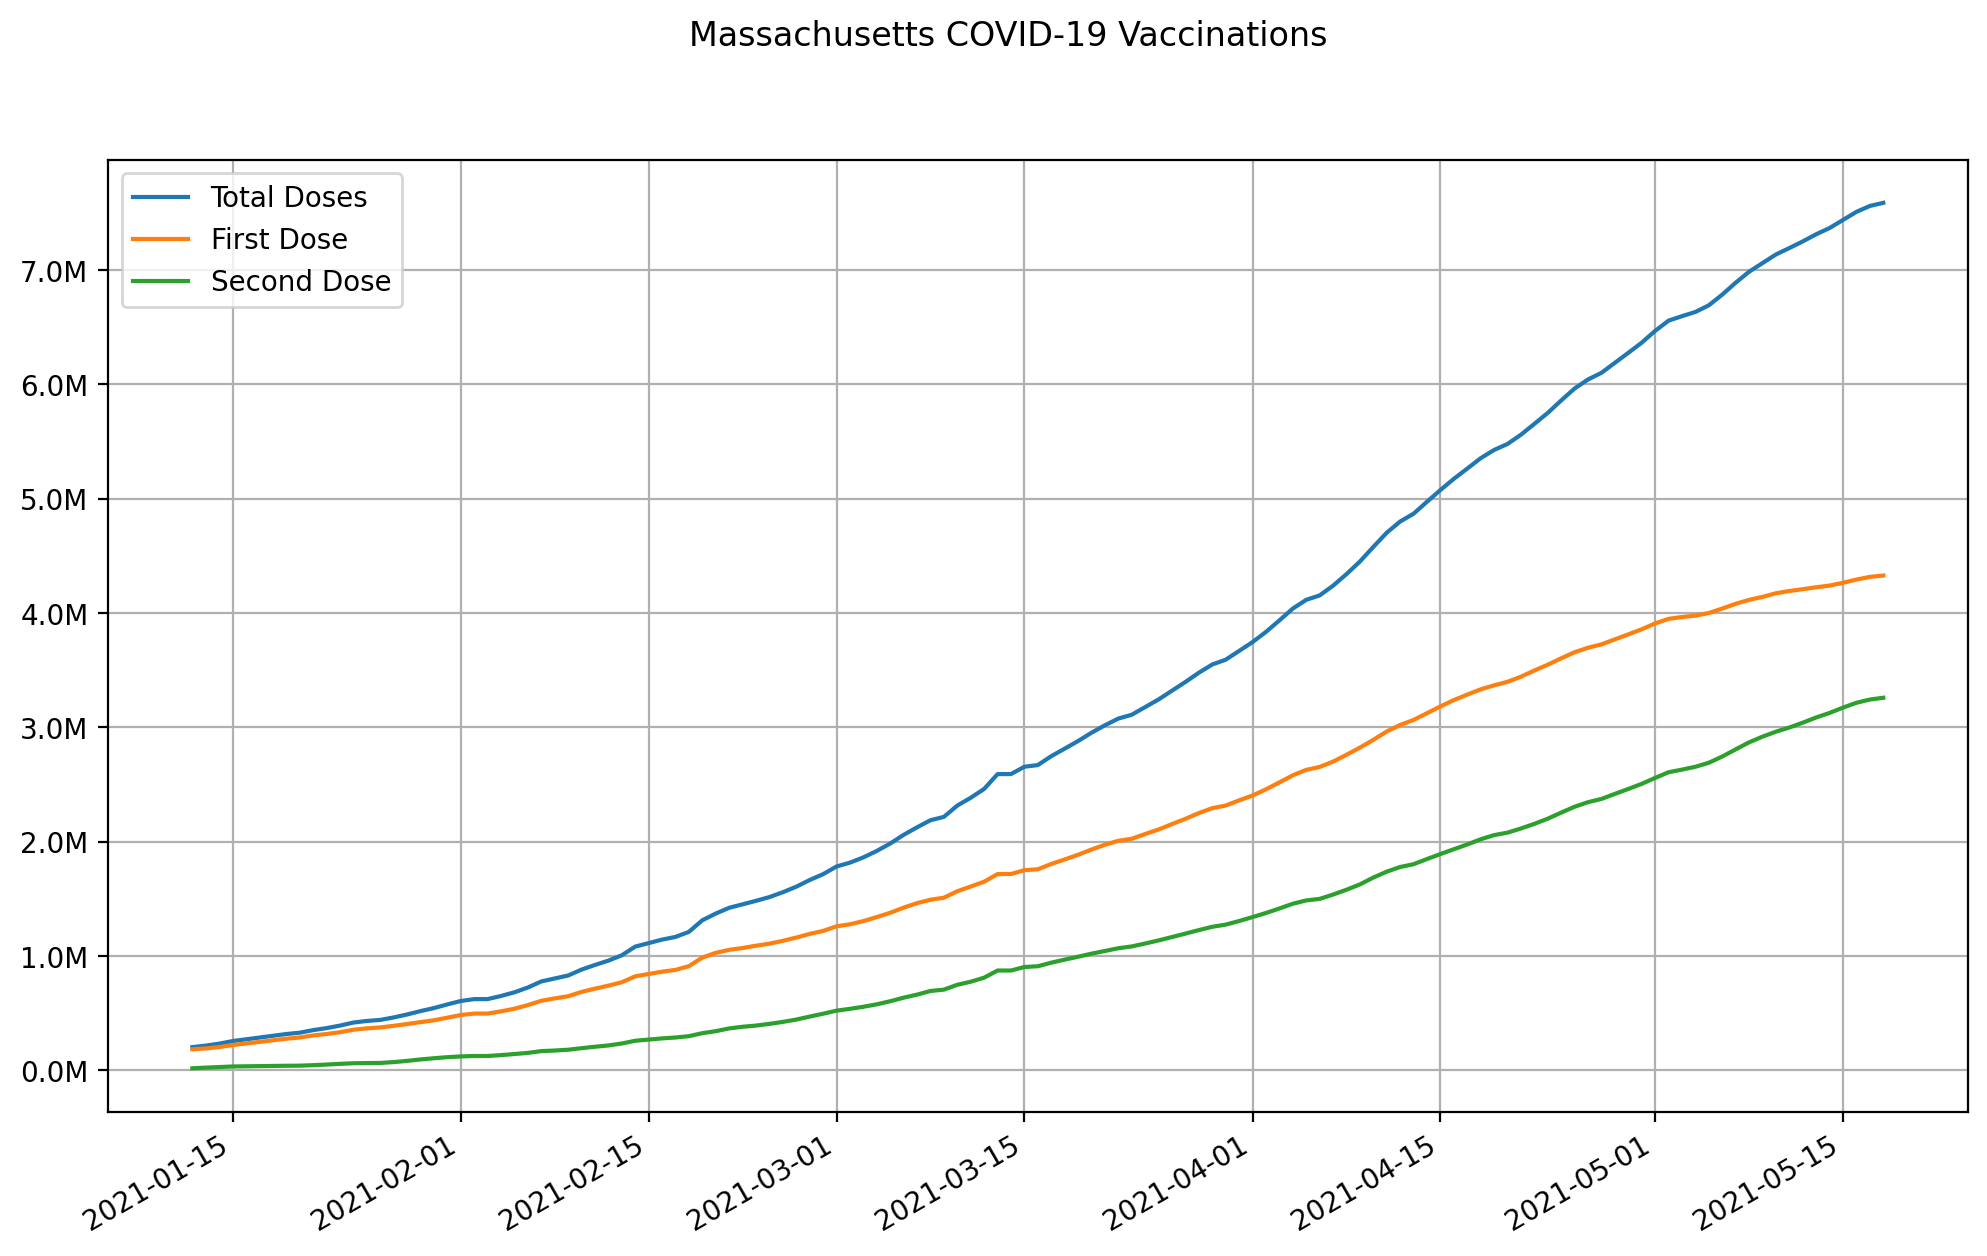 Massachusetts COVID-19 Vaccinations
Total Doses
First Dose
Second Dose
7.0M
6.0M
5.0M
4.0M
3.0M
2.0M
1.0M
0.0M
2021-01-15
2021-02-01
2021-02-15
2021-03-01
2021-03-15
2021-04-01
2021-04-15
2021-05-01
2021-05-15